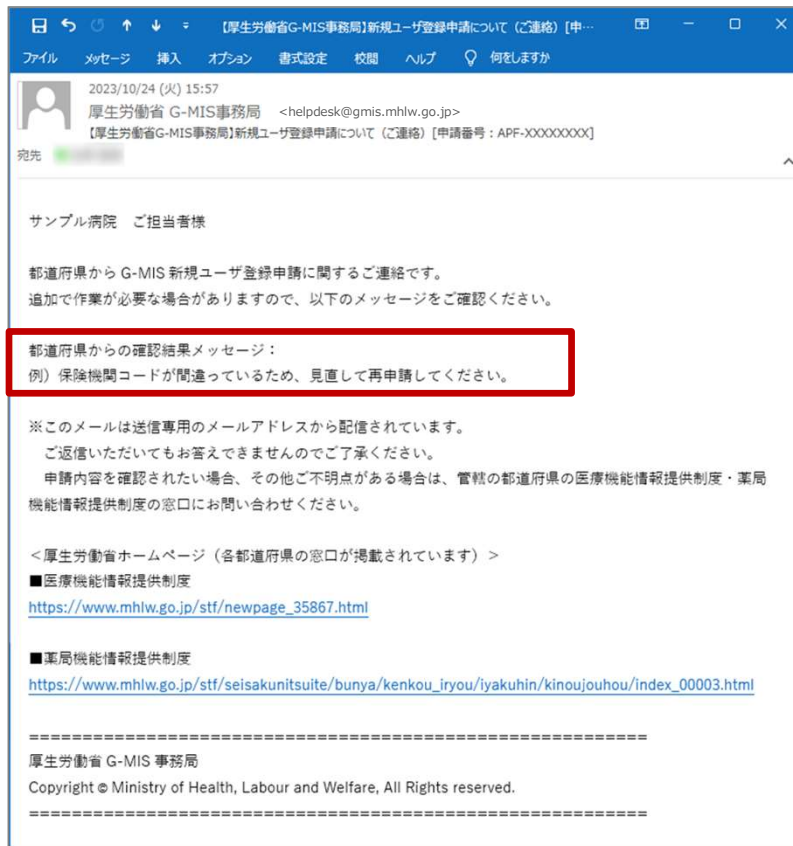 【厚生労働省G-MIS事務局】新規ユーザ登録申請について（ご連絡）[申…
ファイル メッセージ 挿入 オプション 書式設定 校閲 ヘルプ 何をしますか
2023/10/24 (火) 15:57
厚生労働省 G-MIS事務局 <helpdesk@gmis.mhlw.go.jp>
【厚生労働省G-MIS事務局】新規ユーザ登録申請について（ご連絡）[申請番号：APF-XXXXXXXX]
宛先
サンプル病院　ご担当者様
都道府県から G-MIS 新規ユーザ登録申請に関するご連絡です。
追加で作業が必要な場合がありますので、以下のメッセージをご確認ください。
都道府県からの確認結果メッセージ：
例）保険機関コードが間違っているため、見直して再申請してください。
※このメールは送信専用のメールアドレスから配信されています。
ご返信いただいてもお答えできませんのでご了承ください。
申請内容を確認されたい場合、その他ご不明点がある場合は、管轄の都道府県の医療機能情報提供制度・薬局
機能情報提供制度の窓口にお問い合わせください。
＜厚生労働省ホームページ（各都道府県の窓口が掲載されています）＞
■医療機能情報提供制度
https://www.mhlw.go.jp/stf/newpage_35867.html
■薬局機能情報提供制度
https://www.mhlw.go.jp/stf/seisakunitsuite/bunya/kenkou_iryou/iyakuhin/kinoujouhou/index_00003.html
==========================================================
厚生労働省 G-MIS 事務局
Copyright © Ministry of Health, Labour and Welfare, All Rights reserved.
==========================================================